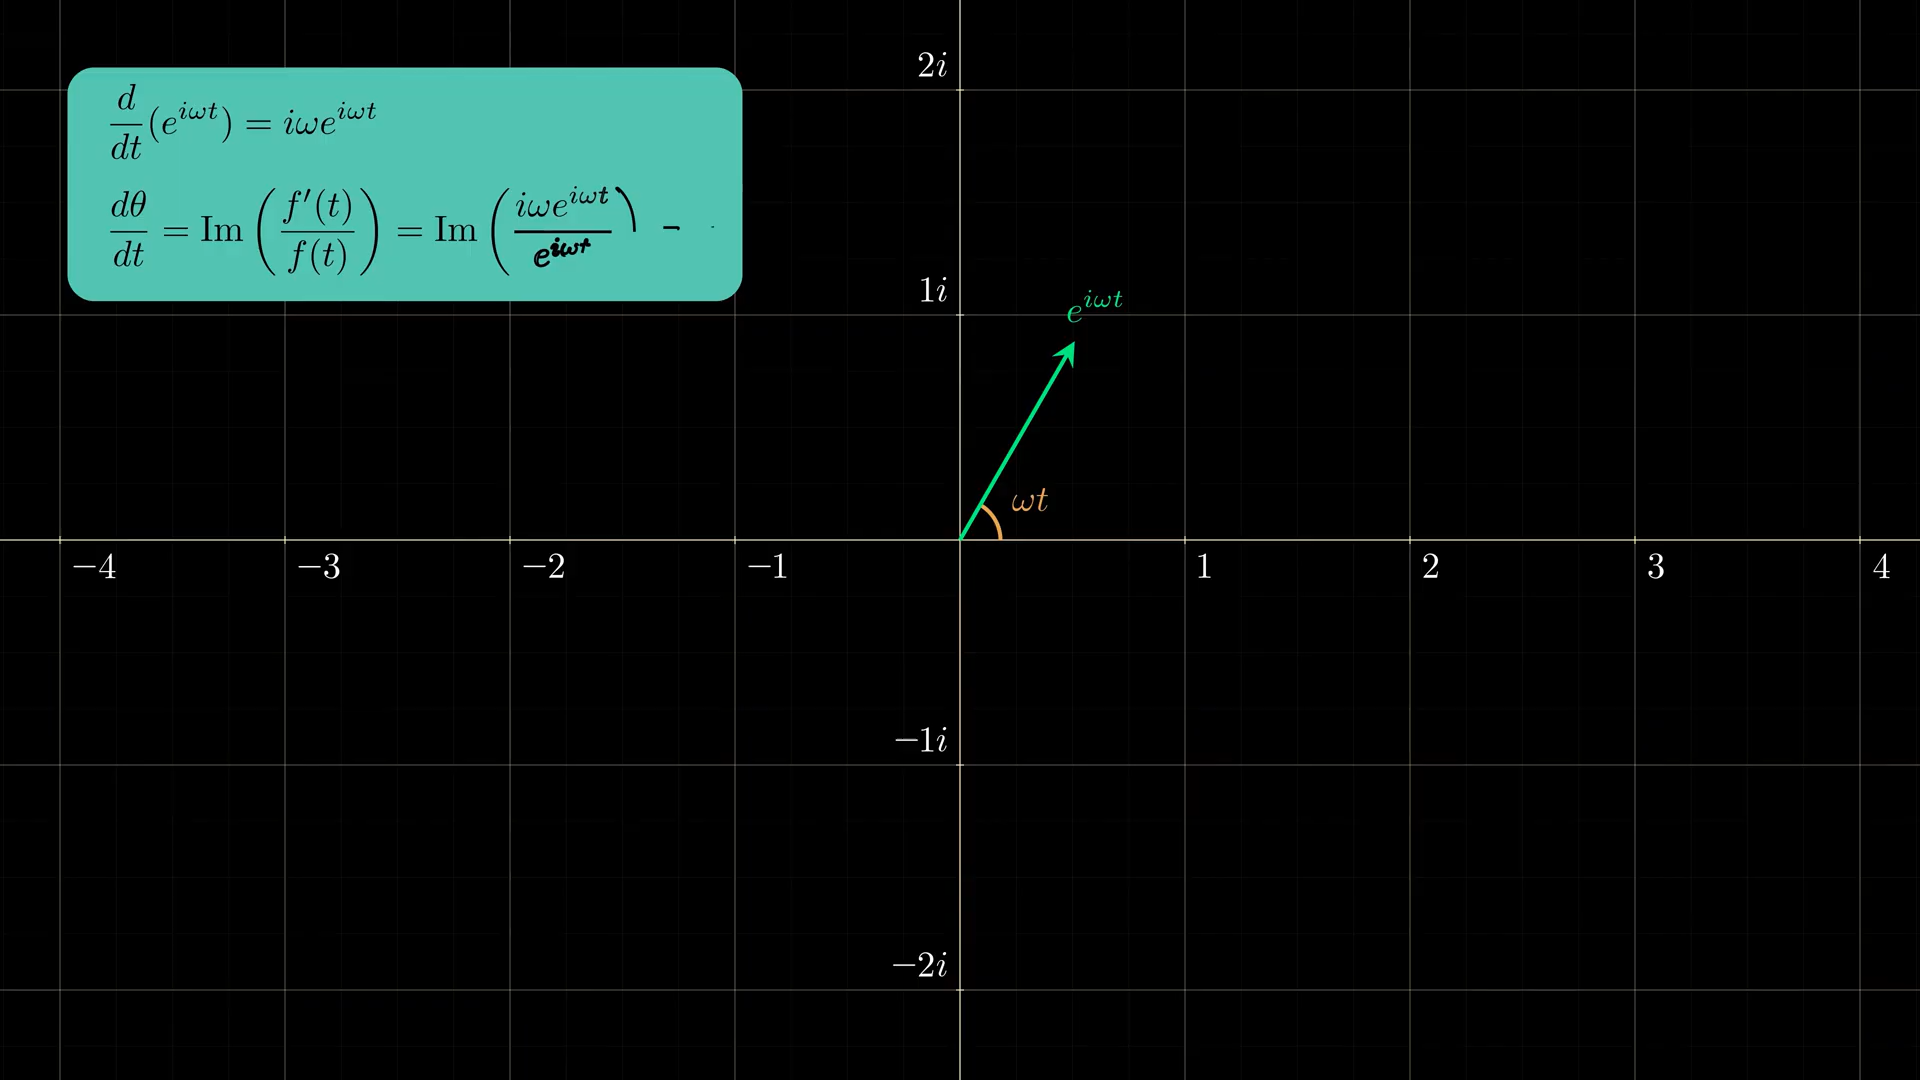 d/dt (e^{iωt}) = iωe^{iωt}
dθ/dt = Im ( f′(t) / f(t) ) = Im ( iωe^{iωt} / e^{iωt} )
2i
1i
e^{iωt}
ωt
−4 −3 −2 −1 1 2 3 4
−1i
−2i